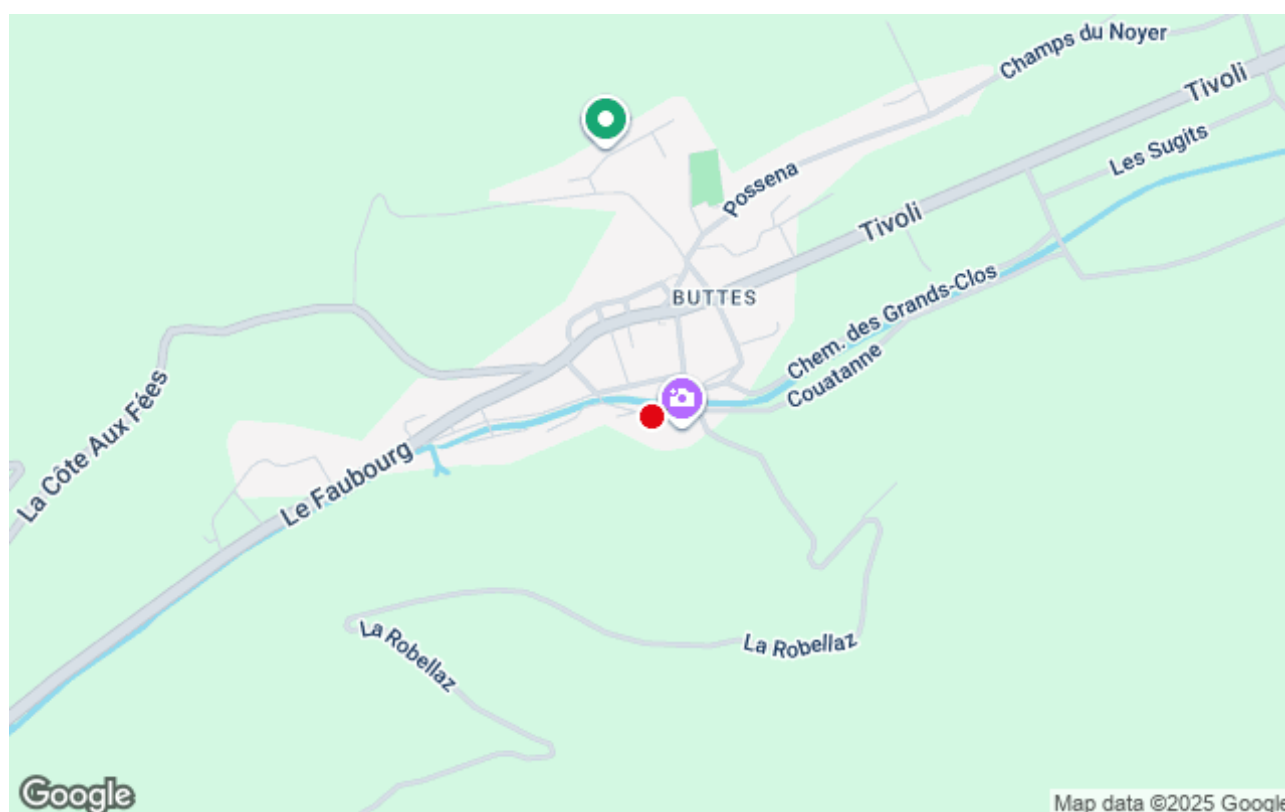 Champs du Noyer
Tivoli
Les Sugits
Possena
Tivoli
BUTTES
Chem. des Grands-Clos
Couatanne
La Côte Aux Fées
Le Faubourg
La Robellaz
La Robellaz
Google
Map data ©2025 Google